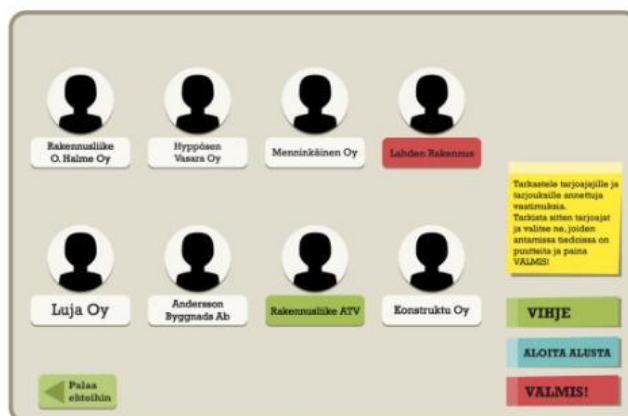 Rakennusliike
O. Halme Oy
Hyppösen
Vasara Oy
Menninkäinen Oy
Lahden Rakennus
Tarkastele tarjoajajille ja
tarjouksille annettuja
vaatimuksia.
Tarkista sitten tarjoajat
ja valitse ne, joiden
antamissa tiedoissa on
puutteita ja paina
VALMIS!
Luja Oy
Andersson
Byggnads Ab
Rakennusliike ATV
Konstruktu Oy
VIHJE
ALOITA ALUSTA
VALMIS!
Palaa
ehtoihin